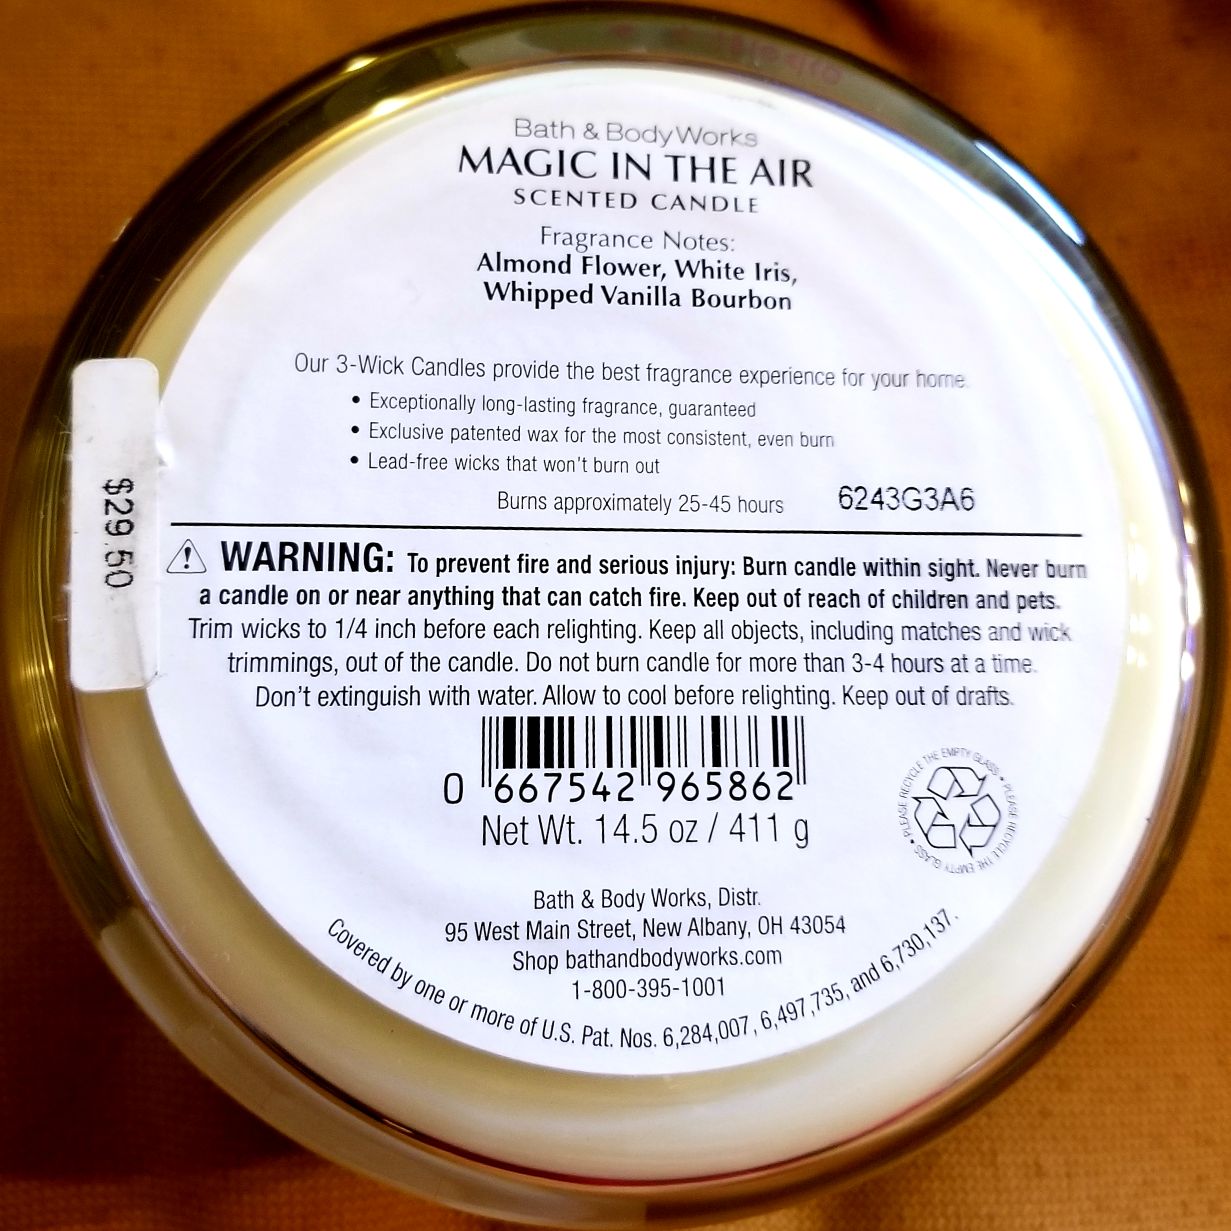 Bath & Body Works
MAGIC IN THE AIR
SCENTED CANDLE
Fragrance Notes:
Almond Flower, White Iris,
Whipped Vanilla Bourbon
Our 3-Wick Candles provide the best fragrance experience for your home.
• Exceptionally long-lasting fragrance, guaranteed
• Exclusive patented wax for the most consistent, even burn
• Lead-free wicks that won't burn out
Burns approximately 25-45 hours
6243G3A6
$29.50
WARNING: To prevent fire and serious injury: Burn candle within sight. Never burn
a candle on or near anything that can catch fire. Keep out of reach of children and pets.
Trim wicks to 1/4 inch before each relighting. Keep all objects, including matches and wick
trimmings, out of the candle. Do not burn candle for more than 3-4 hours at a time.
Don't extinguish with water. Allow to cool before relighting. Keep out of drafts.
0 667542 965862
Net Wt. 14.5 oz / 411 g
PLEASE RECYCLE THE EMPTY GLASS • PLEASE RECYCLE THE EMPTY GLASS •
Bath & Body Works, Distr.
95 West Main Street, New Albany, OH 43054
Shop bathandbodyworks.com
1-800-395-1001
Covered by one or more of U.S. Pat. Nos. 6,284,007, 6,497,735, and 6,730,137.